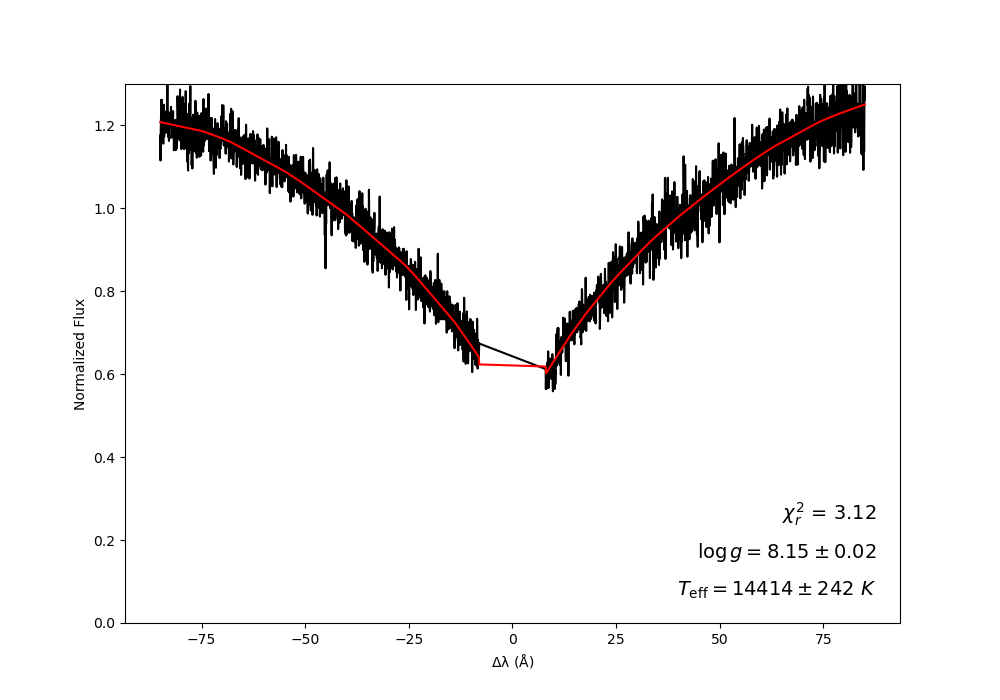 Normalized Flux
1.2
1.0
0.8
0.6
0.4
0.2
0.0
χ²ᵣ = 3.12
log g = 8.15 ± 0.02
T_eff = 14414 ± 242 K
−75
−50
−25
0
25
50
75
Δλ (Å)